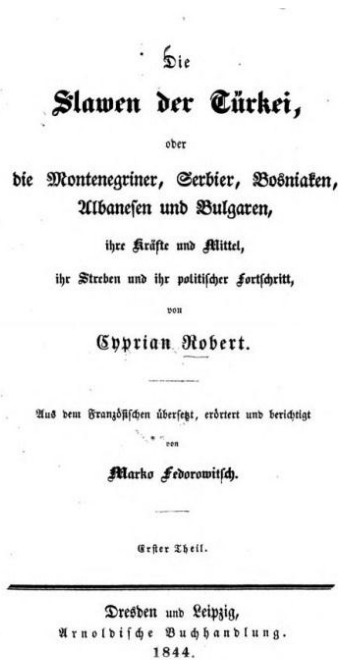 Die
Slawen der Türkei,
oder
die Montenegriner, Serbier, Bosniaken,
Albanesen und Bulgaren,
ihre Kräfte und Mittel,
ihr Streben und ihr politischer Fortschritt,
von
Cyprian Robert.
Aus dem Französischen übersetzt, erörtert und berichtigt
von
Marko Fedorowitsch.
Erster Theil.
Dresden und Leipzig,
Arnoldische Buchhandlung.
1844.